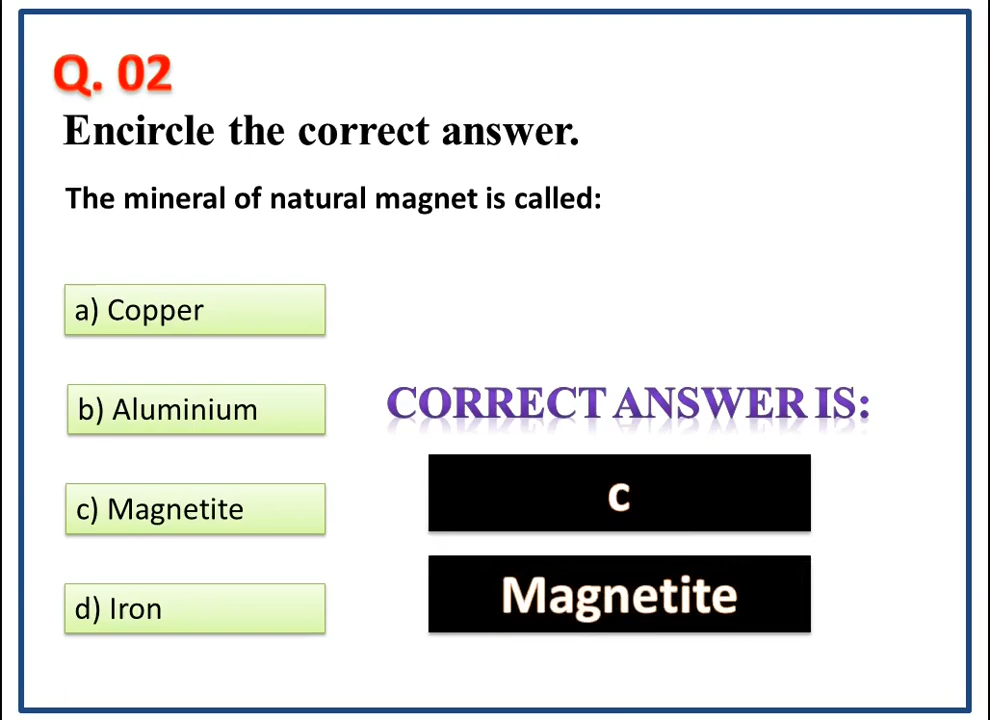 Q. 02
Encircle the correct answer.
The mineral of natural magnet is called:
a) Copper
b) Aluminium
c) Magnetite
d) Iron
CORRECT ANSWER IS:
c
Magnetite